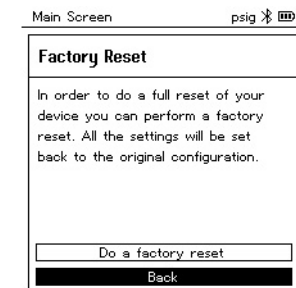 Main Screen psig
Factory Reset
In order to do a full reset of your
device you can perform a factory
reset. All the settings will be set
back to the original configuration.
Do a factory reset
Back